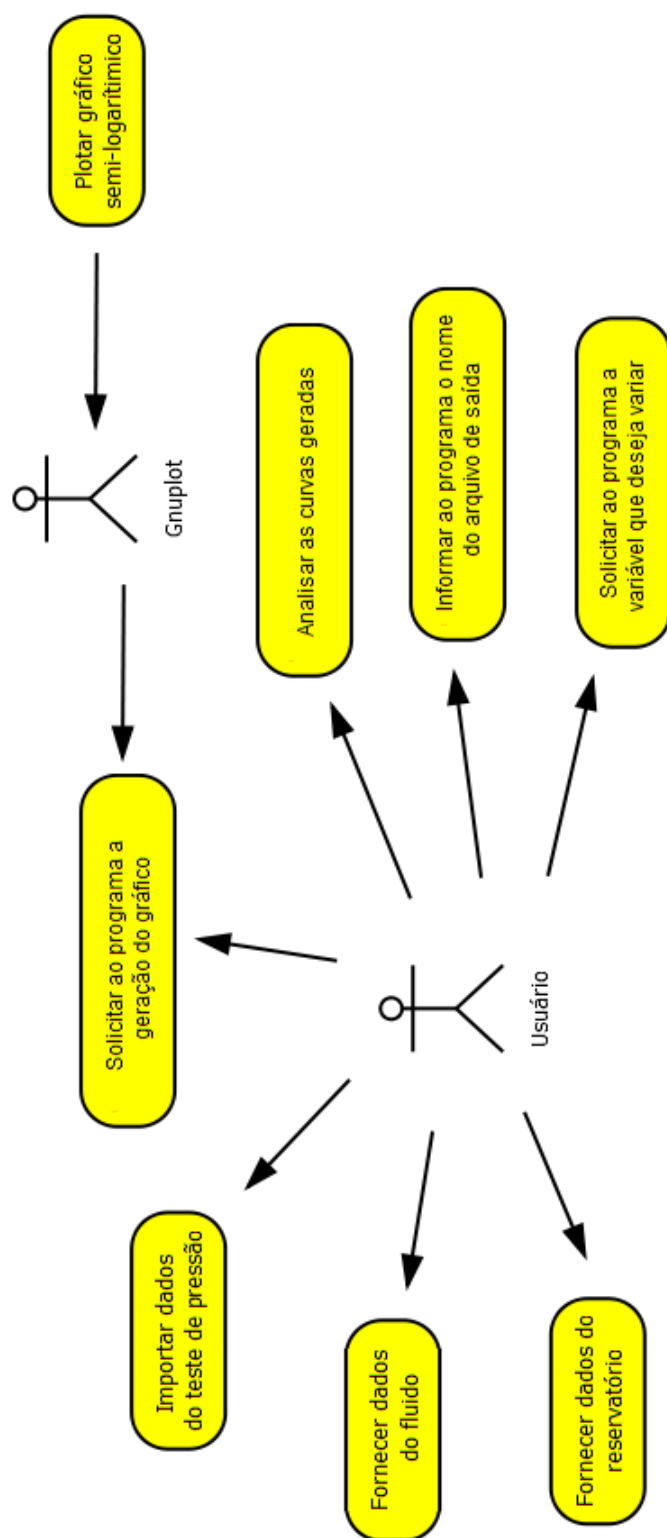 Importar dados
do teste de pressão
Solicitar ao programa a
geração do gráfico
Gnuplot
Plotar gráfico
semi-logarítimico
Fornecer dados
do fluido
Usuário
Analisar as curvas geradas
Informar ao programa o nome
do arquivo de saída
Fornecer dados do
reservatório
Solicitar ao programa a
variável que deseja variar